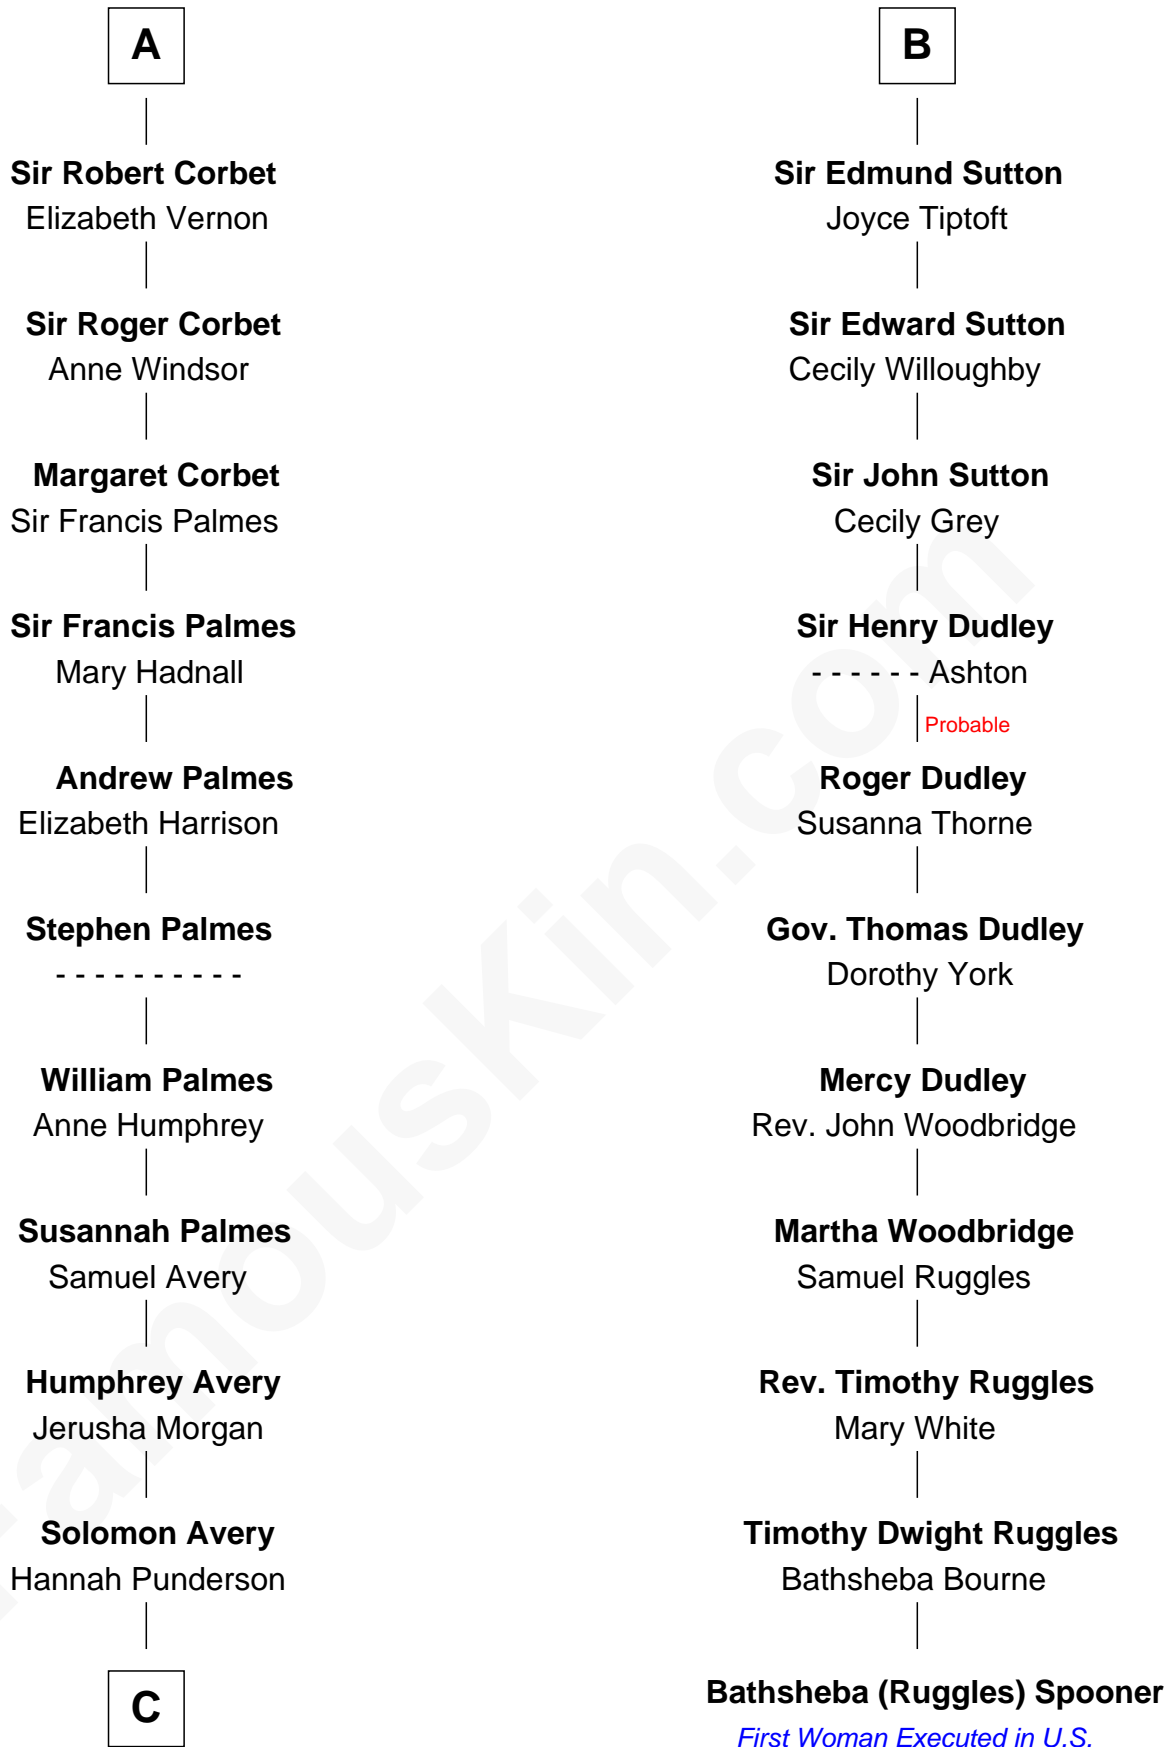 A
Sir Robert Corbet
Elizabeth Vernon
Sir Roger Corbet
Anne Windsor
Margaret Corbet
Sir Francis Palmes
Sir Francis Palmes
Mary Hadnall
Andrew Palmes
Elizabeth Harrison
Stephen Palmes
- - - - - - - - - -
William Palmes
Anne Humphrey
Susannah Palmes
Samuel Avery
Humphrey Avery
Jerusha Morgan
Solomon Avery
Hannah Punderson
C
B
Sir Edmund Sutton
Joyce Tiptoft
Sir Edward Sutton
Cecily Willoughby
Sir John Sutton
Cecily Grey
Sir Henry Dudley
- - - - - - Ashton
Probable
Roger Dudley
Susanna Thorne
Gov. Thomas Dudley
Dorothy York
Mercy Dudley
Rev. John Woodbridge
Martha Woodbridge
Samuel Ruggles
Rev. Timothy Ruggles
Mary White
Timothy Dwight Ruggles
Bathsheba Bourne
Bathsheba (Ruggles) Spooner
First Woman Executed in U.S.
FamousKin.com